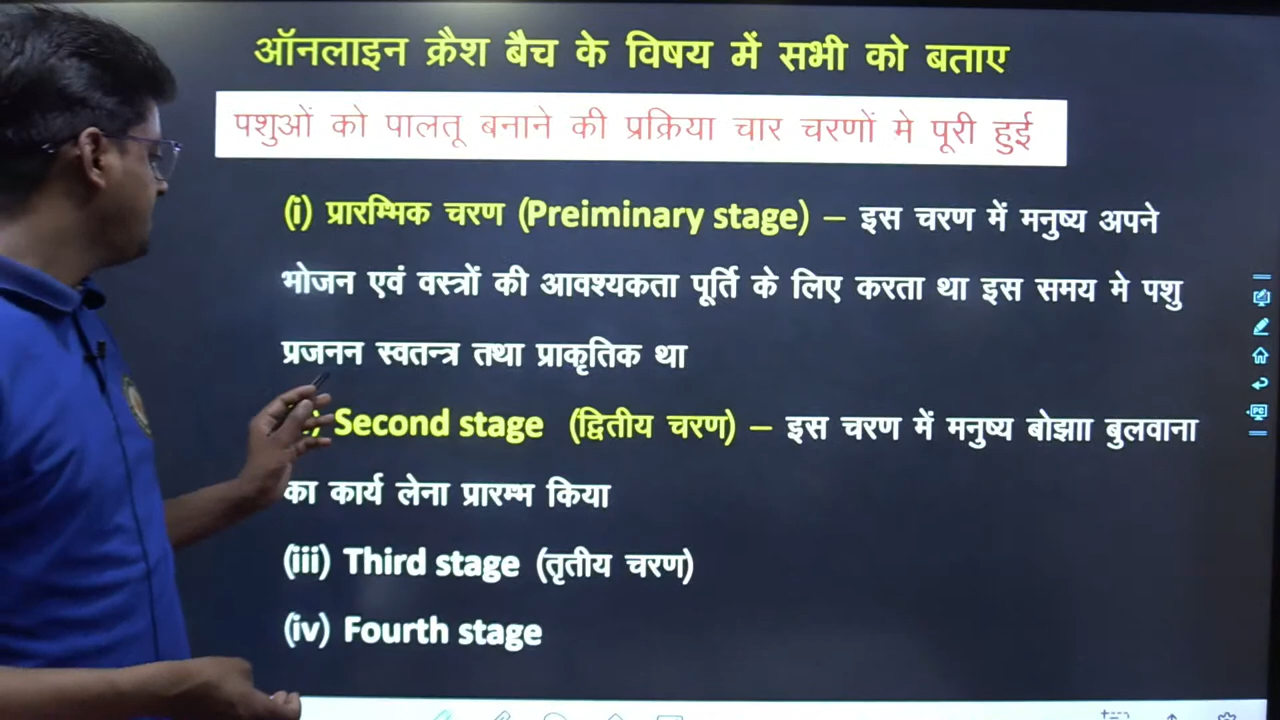 ऑनलाइन क्रैश बैच के विषय में सभी को बताए
पशुओं को पालतू बनाने की प्रक्रिया चार चरणों मे पूरी हुई
(i) प्रारम्भिक चरण (Preiminary stage) – इस चरण में मनुष्य अपने
भोजन एवं वस्त्रों की आवश्यकता पूर्ति के लिए करता था इस समय मे पशु
प्रजनन स्वतन्त्र तथा प्राकृतिक था
Second stage (द्वितीय चरण) – इस चरण में मनुष्य बोझाा बुलवाना
का कार्य लेना प्रारम्भ किया
(iii) Third stage (तृतीय चरण)
(iv) Fourth stage
PC